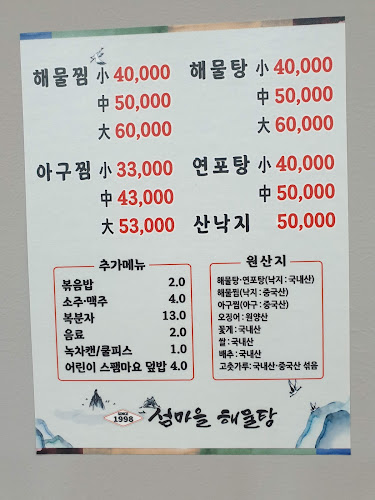 해물찜 小 40,000
中 50,000
大 60,000
해물탕 小 40,000
中 50,000
大 60,000
아구찜 小 33,000
中 43,000
大 53,000
연포탕 小 40,000
中 50,000
산낙지 50,000
추가메뉴
볶음밥 2.0
소주·맥주 4.0
복분자 13.0
음료 2.0
녹차캔/쿨피스 1.0
어린이 스팸마요 덮밥 4.0
원산지
해물탕·연포탕(낙지:국내산)
해물찜(낙지:중국산)
아구찜(아구:중국산)
오징어:원양산
꽃게:국내산
쌀:국내산
배추:국내산
고춧가루:국내산·중국산 섞음
SINCE
1998
섬마을 해물탕